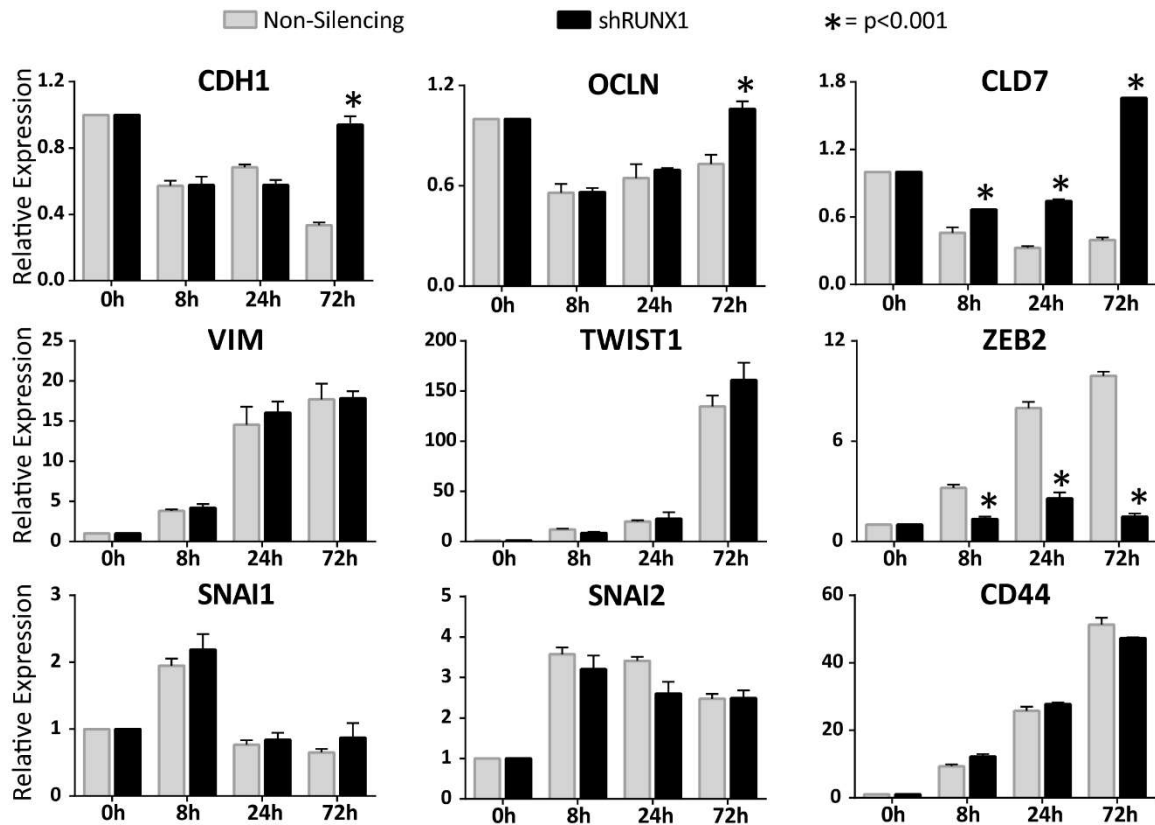 Non-Silencing shRUNX1 *= p<0.001
CDH1 OCLN CLD7
Relative Expression
1.2
0.8
0.4
0.0
*
0h 8h 24h 72h
1.2
0.6
0.0
*
0h 8h 24h 72h
1.8
1.2
0.6
0.0
* * *
0h 8h 24h 72h
VIM TWIST1 ZEB2
Relative Expression
25
20
15
10
5
0
0h 8h 24h 72h
200
150
100
50
0
0h 8h 24h 72h
12
6
0
* * *
0h 8h 24h 72h
SNAI1 SNAI2 CD44
Relative Expression
3
2
1
0
0h 8h 24h 72h
5
4
3
2
1
0
0h 8h 24h 72h
60
40
20
0
0h 8h 24h 72h